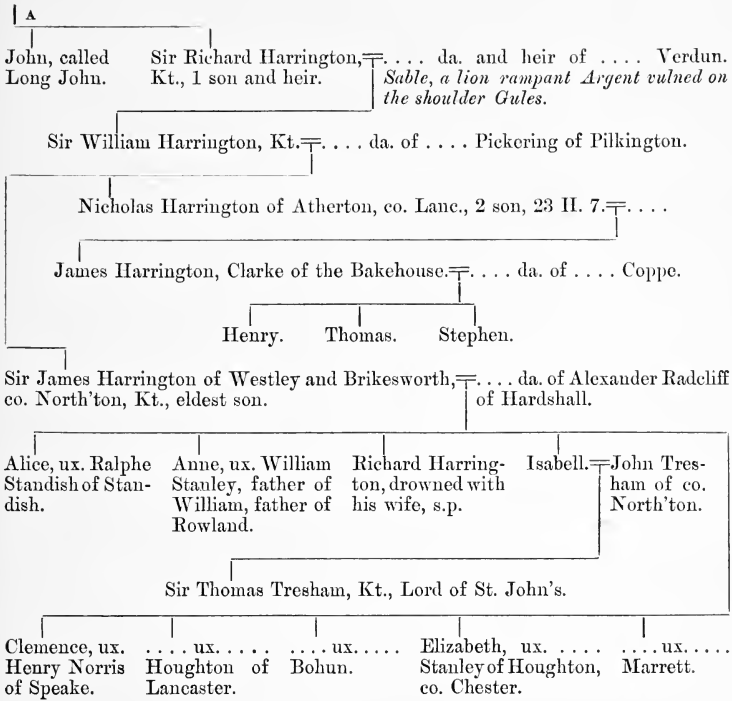 A
John, called Sir Richard Harrington, . . . . da. and heir of . . . . Verdun.
Long John. Kt., 1 son and heir. Sable, a lion rampant Argent vulned on
the shoulder Gules.
Sir William Harrington, Kt. . . . . da. of . . . . Pickering of Pilkington.
Nicholas Harrington of Atherton, co. Lanc., 2 son, 23 H. 7. . . . .
James Harrington, Clarke of the Bakehouse. . . . . da. of . . . . Coppe.
Henry. Thomas. Stephen.
Sir James Harrington of Westley and Brikesworth, . . . . da. of Alexander Radcliff
co. North'ton, Kt., eldest son. of Hardshall.
Alice, ux. Ralphe Anne, ux. William Richard Harring- Isabell. John Tres-
Standish of Stan- Stanley, father of ton, drowned with ham of co.
dish. William, father of his wife, s.p. North'ton.
Rowland.
Sir Thomas Tresham, Kt., Lord of St. John's.
Clemence, ux. . . . . ux. . . . . . . . . . ux. . . . . . Elizabeth, ux. . . . . . . . . . ux. . . . .
Henry Norris Houghton of Bohun. Stanley of Houghton, Marrett.
of Speake. Lancaster. co. Chester.